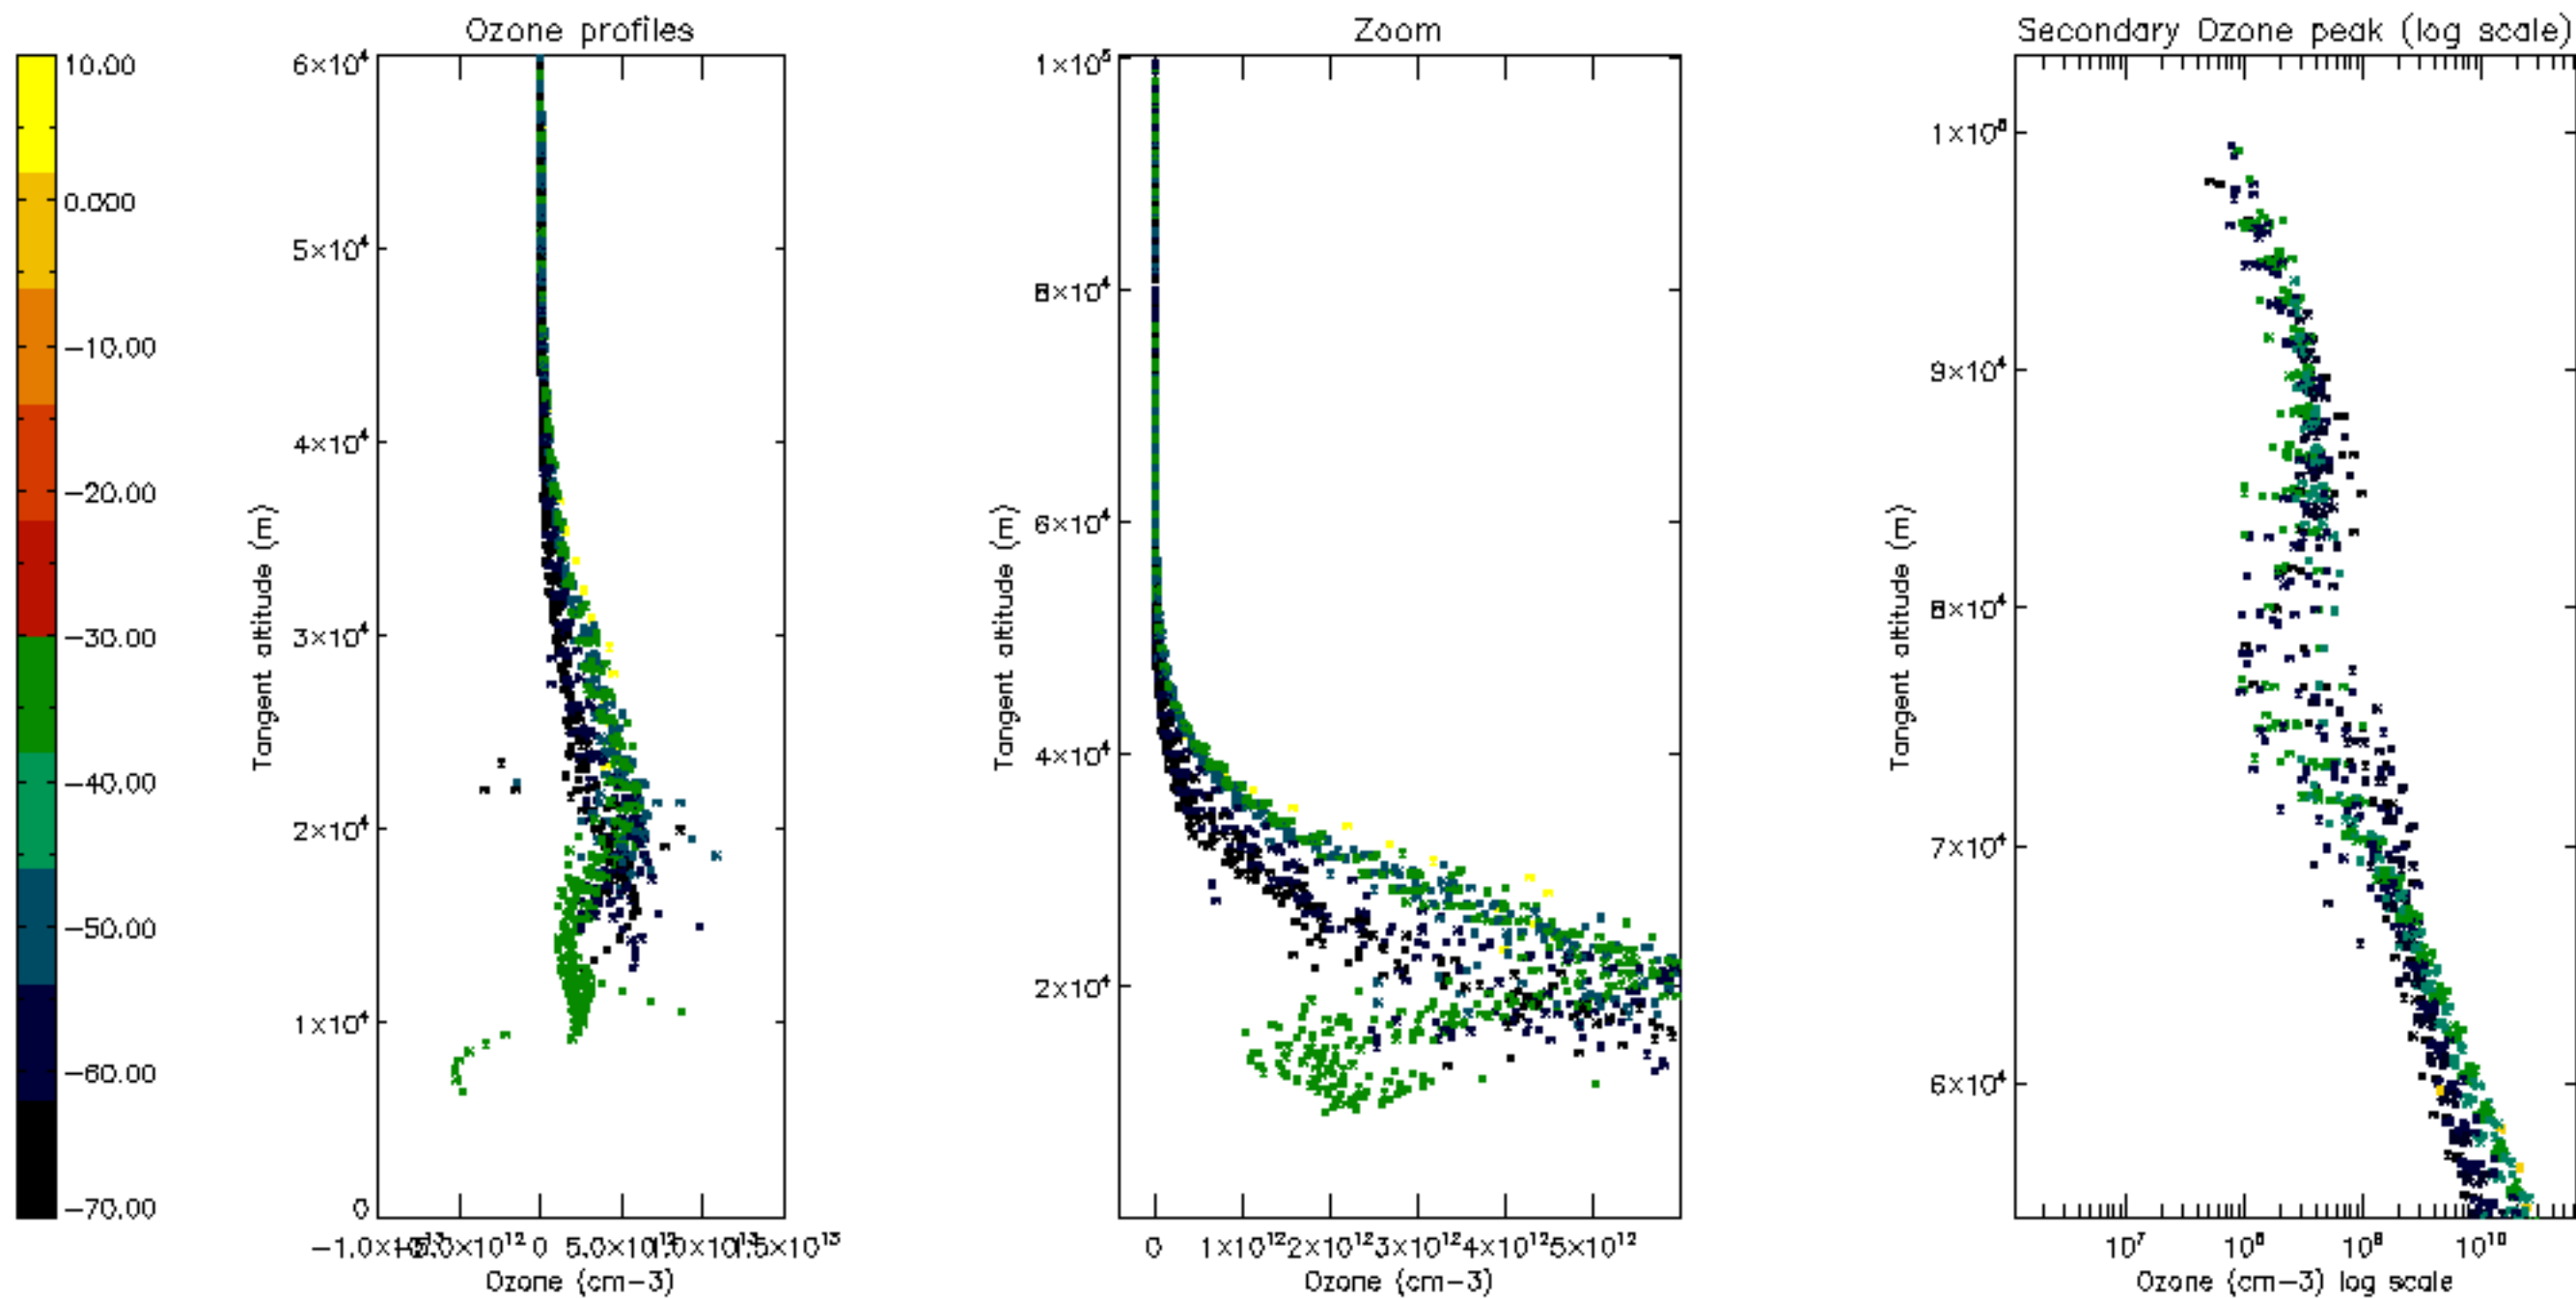 Ozone profiles
Zoom
Secondary Ozone peak (log scale)
10.00
0.000
−10.00
−20.00
−30.00
−40.00
−50.00
−60.00
−70.00
6×10⁴
5×10⁴
4×10⁴
3×10⁴
2×10⁴
1×10⁴
0
Tangent altitude (m)
5.0×10¹²
0
Ozone (cm−3)
1×10⁵
8×10⁴
6×10⁴
4×10⁴
2×10⁴
Tangent altitude (m)
0 1×10¹² 2×10¹² 3×10¹² 4×10¹² 5×10¹²
Ozone (cm−3)
9×10⁴
8×10⁴
7×10⁴
6×10⁴
Tangent altitude (m)
10⁷ 10⁸ 10⁹ 10¹⁰
Ozone (cm−3) log scale